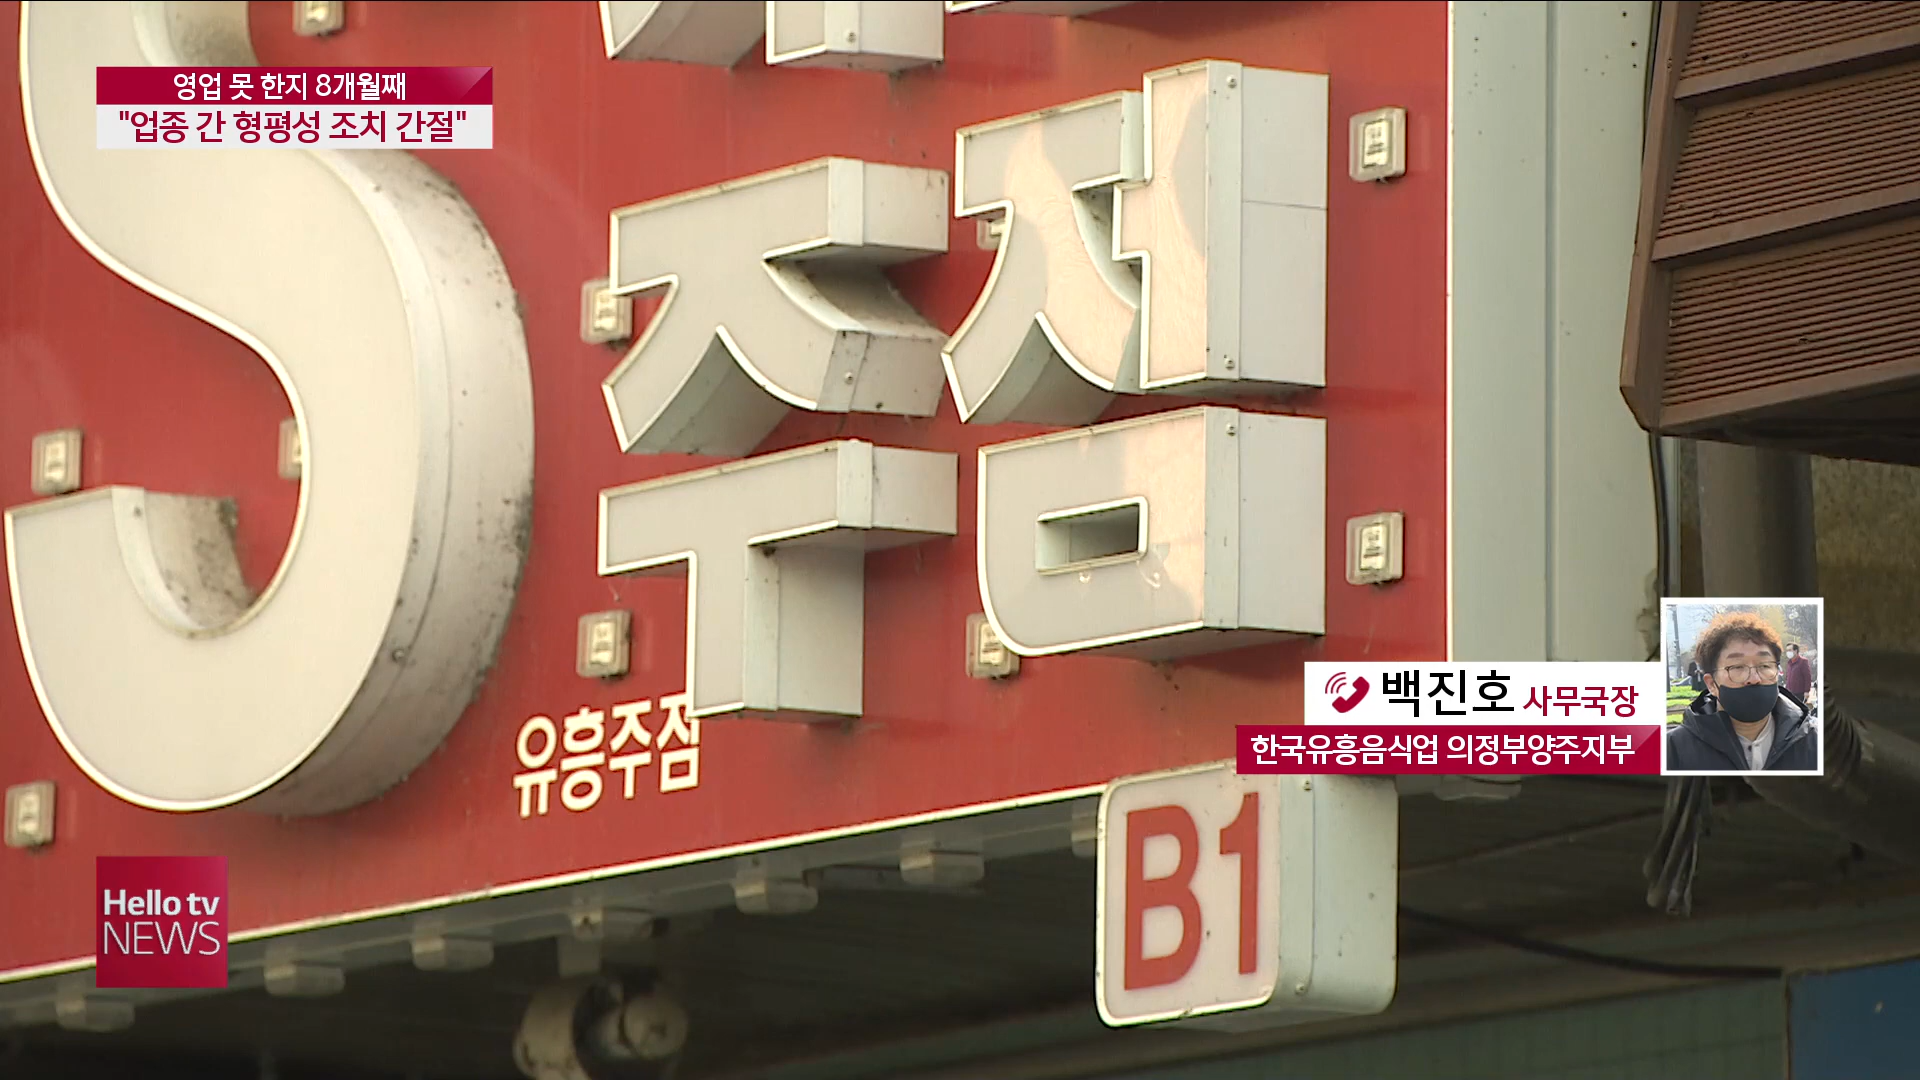 영업 못 한지 8개월째
"업종 간 형평성 조치 간절"
S
주점
유흥주점
B1
백진호 사무국장
한국유흥음식업 의정부양주지부
Hello tv
NEWS